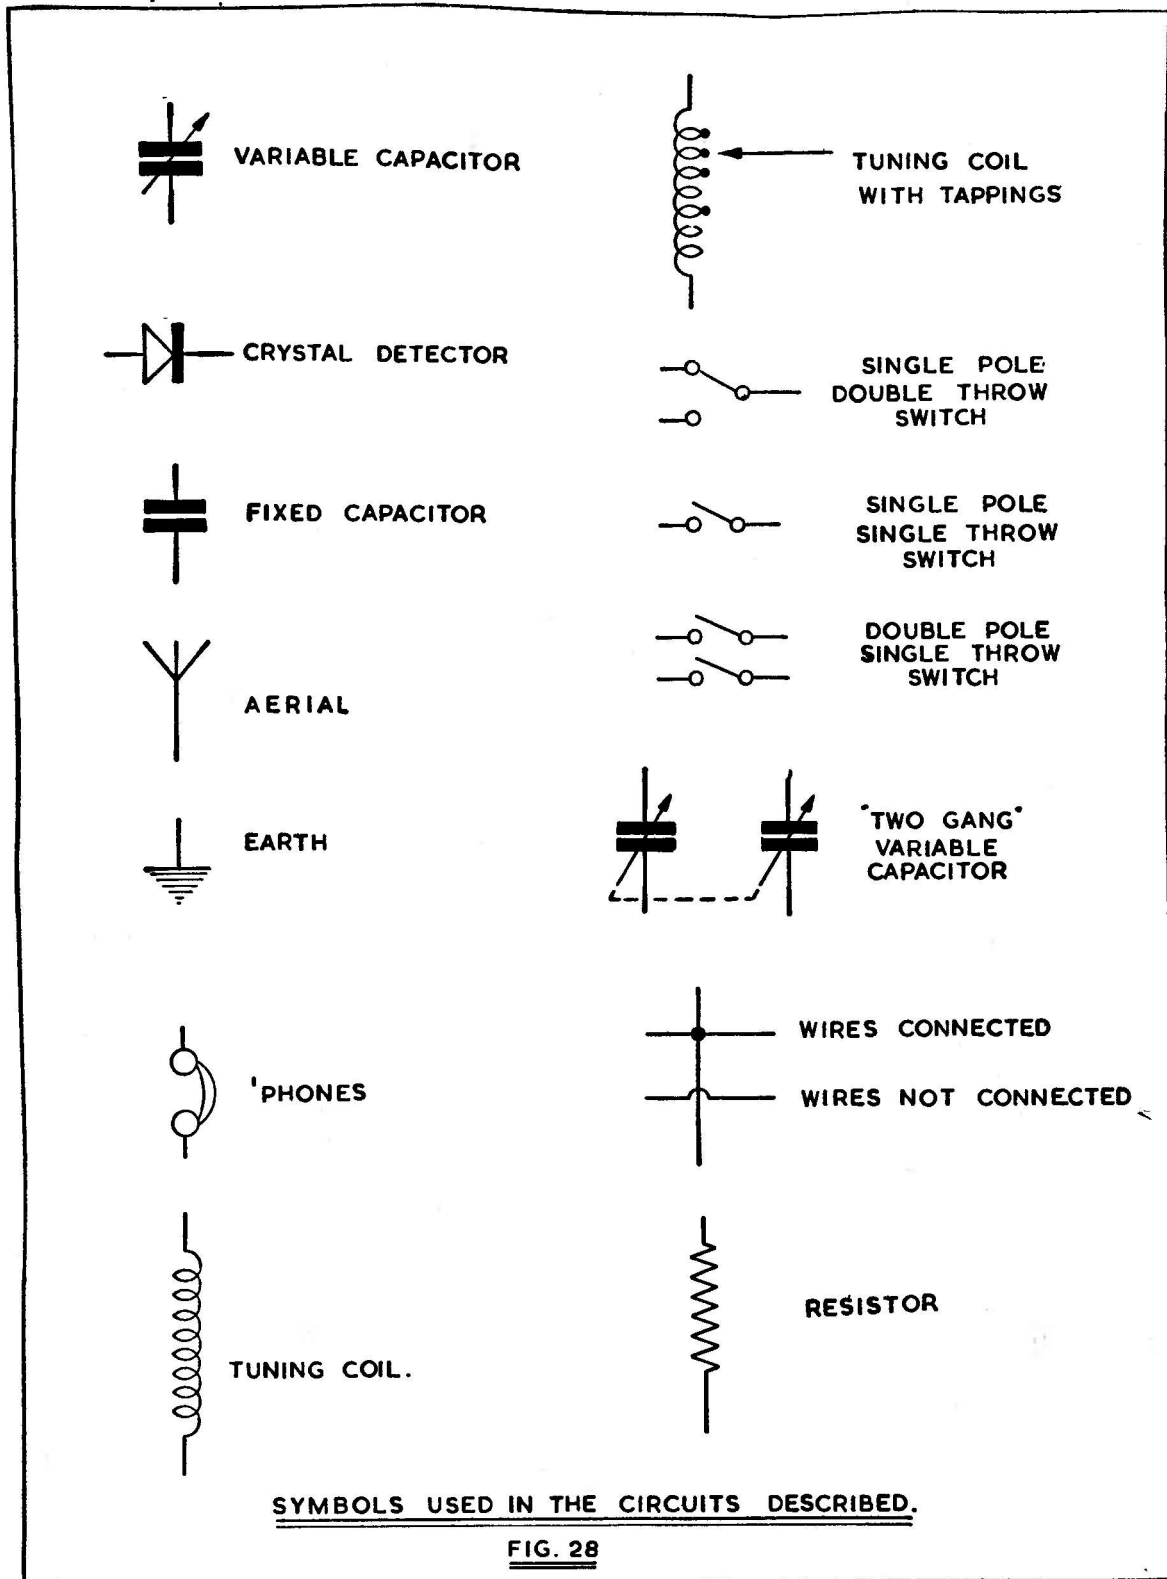 VARIABLE CAPACITOR
CRYSTAL DETECTOR
FIXED CAPACITOR
AERIAL
EARTH
'PHONES
TUNING COIL.
TUNING COIL
WITH TAPPINGS
SINGLE POLE
DOUBLE THROW
SWITCH
SINGLE POLE
SINGLE THROW
SWITCH
DOUBLE POLE
SINGLE THROW
SWITCH
"TWO GANG"
VARIABLE
CAPACITOR
WIRES CONNECTED
WIRES NOT CONNECTED
RESISTOR
SYMBOLS USED IN THE CIRCUITS DESCRIBED.
FIG. 28